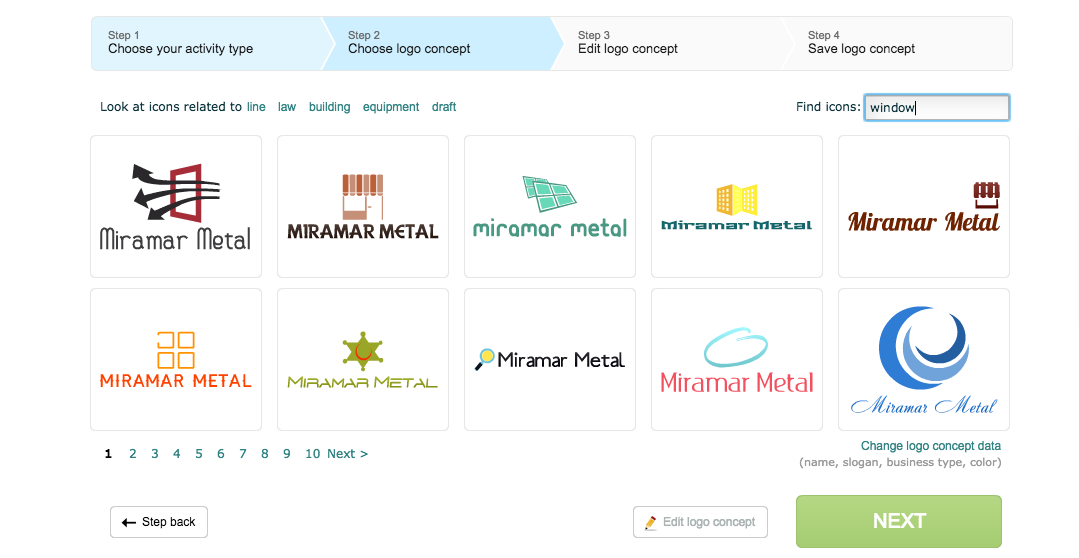 Step 1
Choose your activity type
Step 2
Choose logo concept
Step 3
Edit logo concept
Step 4
Save logo concept
Look at icons related to line law building equipment draft
Find icons: window
Miramar Metal
MIRAMAR METAL
miramar metal
Miramar Metal
Miramar Metal
MIRAMAR METAL
MIRAMAR METAL
Miramar Metal
Miramar Metal
Miramar Metal
1 2 3 4 5 6 7 8 9 10 Next >
Change logo concept data
(name, slogan, business type, color)
Step back
Edit logo concept
NEXT